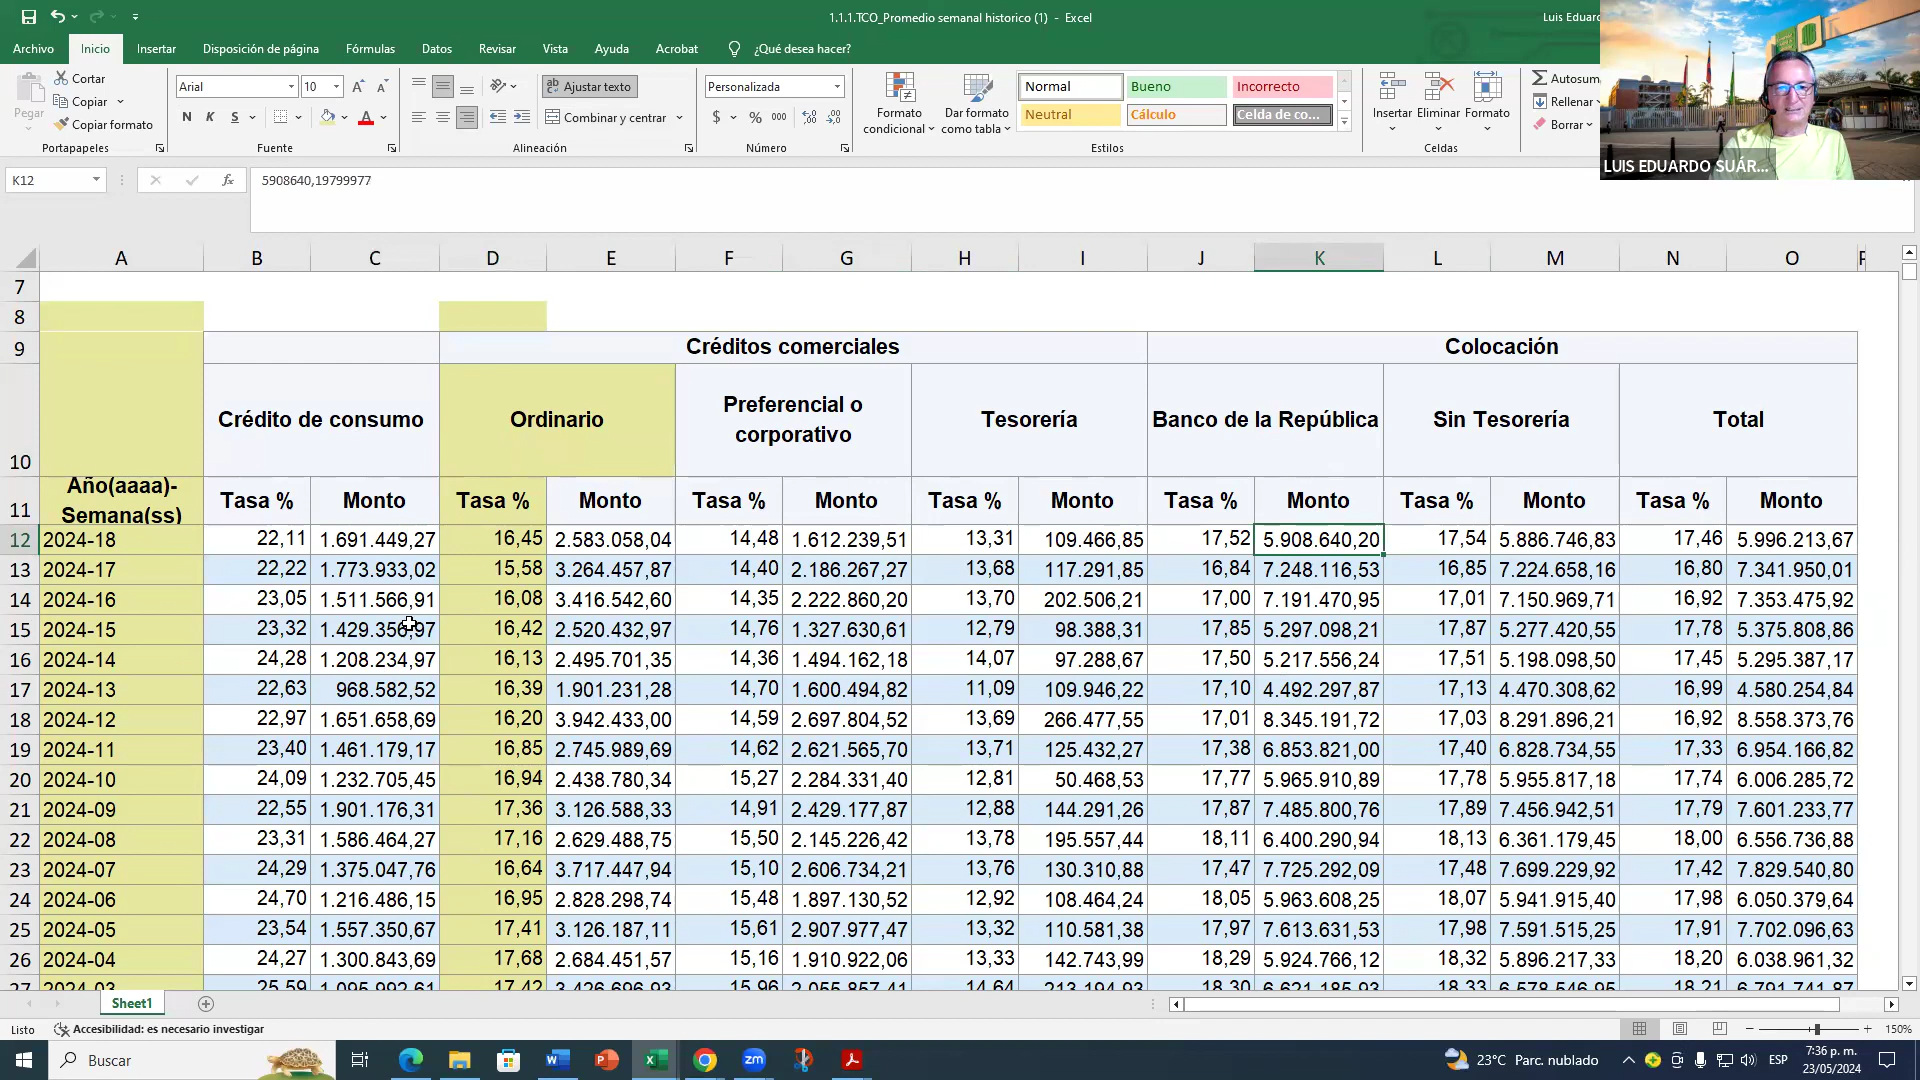 1.1.1.TCO_Promedio semanal historico (1) - Excel
Luis Eduard
Archivo Inicio Insertar Disposición de página Fórmulas Datos Revisar Vista Ayuda Acrobat ¿Qué desea hacer?
Pegar
Cortar
Copiar
Copiar formato
Portapapeles
Arial 10
N K S
Fuente
Ajustar texto
Combinar y centrar
Alineación
Personalizada
$ % 000
Número
Formato condicional
Dar formato como tabla
Normal Bueno Incorrecto
Neutral Cálculo Celda de co...
Estilos
Insertar Eliminar Formato
Celdas
Autosum
Rellenar
Borrar
LUIS EDUARDO SUÁR...
K12 fx 5908640,19799977
A B C D E F G H I J K L M N O
7
8
9 Créditos comerciales Colocación
10 Crédito de consumo Ordinario Preferencial o corporativo Tesorería Banco de la República Sin Tesorería Total
11 Año(aaaa)-Semana(ss) Tasa % Monto Tasa % Monto Tasa % Monto Tasa % Monto Tasa % Monto Tasa % Monto Tasa % Monto
12 2024-18 22,11 1.691.449,27 16,45 2.583.058,04 14,48 1.612.239,51 13,31 109.466,85 17,52 5.908.640,20 17,54 5.886.746,83 17,46 5.996.213,67
13 2024-17 22,22 1.773.933,02 15,58 3.264.457,87 14,40 2.186.267,27 13,68 117.291,85 16,84 7.248.116,53 16,85 7.224.658,16 16,80 7.341.950,01
14 2024-16 23,05 1.511.566,91 16,08 3.416.542,60 14,35 2.222.860,20 13,70 202.506,21 17,00 7.191.470,95 17,01 7.150.969,71 16,92 7.353.475,92
15 2024-15 23,32 1.429.356,97 16,42 2.520.432,97 14,76 1.327.630,61 12,79 98.388,31 17,85 5.297.098,21 17,87 5.277.420,55 17,78 5.375.808,86
16 2024-14 24,28 1.208.234,97 16,13 2.495.701,35 14,36 1.494.162,18 14,07 97.288,67 17,50 5.217.556,24 17,51 5.198.098,50 17,45 5.295.387,17
17 2024-13 22,63 968.582,52 16,39 1.901.231,28 14,70 1.600.494,82 11,09 109.946,22 17,10 4.492.297,87 17,13 4.470.308,62 16,99 4.580.254,84
18 2024-12 22,97 1.651.658,69 16,20 3.942.433,00 14,59 2.697.804,52 13,69 266.477,55 17,01 8.345.191,72 17,03 8.291.896,21 16,92 8.558.373,76
19 2024-11 23,40 1.461.179,17 16,85 2.745.989,69 14,62 2.621.565,70 13,71 125.432,27 17,38 6.853.821,00 17,40 6.828.734,55 17,33 6.954.166,82
20 2024-10 24,09 1.232.705,45 16,94 2.438.780,34 15,27 2.284.331,40 12,81 50.468,53 17,77 5.965.910,89 17,78 5.955.817,18 17,74 6.006.285,72
21 2024-09 22,55 1.901.176,31 17,36 3.126.588,33 14,91 2.429.177,87 12,88 144.291,26 17,87 7.485.800,76 17,89 7.456.942,51 17,79 7.601.233,77
22 2024-08 23,31 1.586.464,27 17,16 2.629.488,75 15,50 2.145.226,42 13,78 195.557,44 18,11 6.400.290,94 18,13 6.361.179,45 18,00 6.556.736,88
23 2024-07 24,29 1.375.047,76 16,64 3.717.447,94 15,10 2.606.734,21 13,76 130.310,88 17,47 7.725.292,09 17,48 7.699.229,92 17,42 7.829.540,80
24 2024-06 24,70 1.216.486,15 16,95 2.828.298,74 15,48 1.897.130,52 12,92 108.464,24 18,05 5.963.608,25 18,07 5.941.915,40 17,98 6.050.379,64
25 2024-05 23,54 1.557.350,67 17,41 3.126.187,11 15,61 2.907.977,47 13,32 110.581,38 17,97 7.613.631,53 17,98 7.591.515,25 17,91 7.702.096,63
26 2024-04 24,27 1.300.843,69 17,68 2.684.451,57 15,16 1.910.922,06 13,33 142.743,99 18,29 5.924.766,12 18,32 5.896.217,33 18,20 6.038.961,32
27 2024-03 25,59 1.095.992,61 17,42 3.426.696,93 15,96 2.055.857,41 14,64 213.194,93 18,30 6.621.185,93 18,33 6.578.546,95 18,21 6.791.741,87
Sheet1
Listo Accesibilidad: es necesario investigar 150%
Buscar 23°C Parc. nublado ESP 7:36 p. m.
23/05/2024